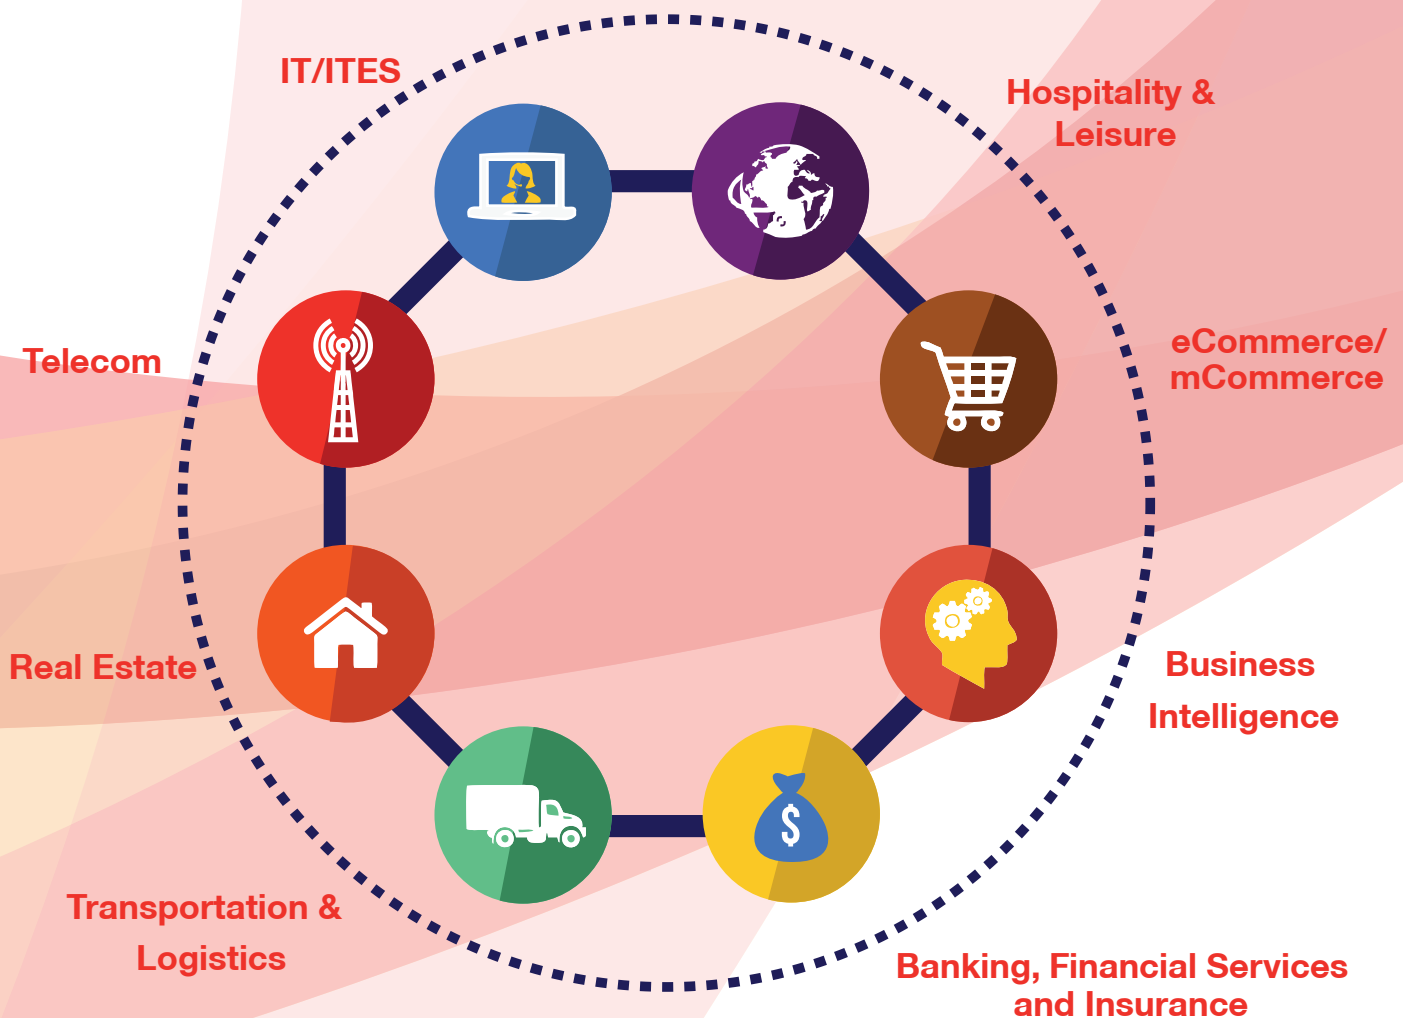 IT/ITES
Hospitality &
Leisure
eCommerce/
mCommerce
Telecom
Real Estate
Business
Intelligence
$
Transportation &
Logistics
Banking, Financial Services
and Insurance